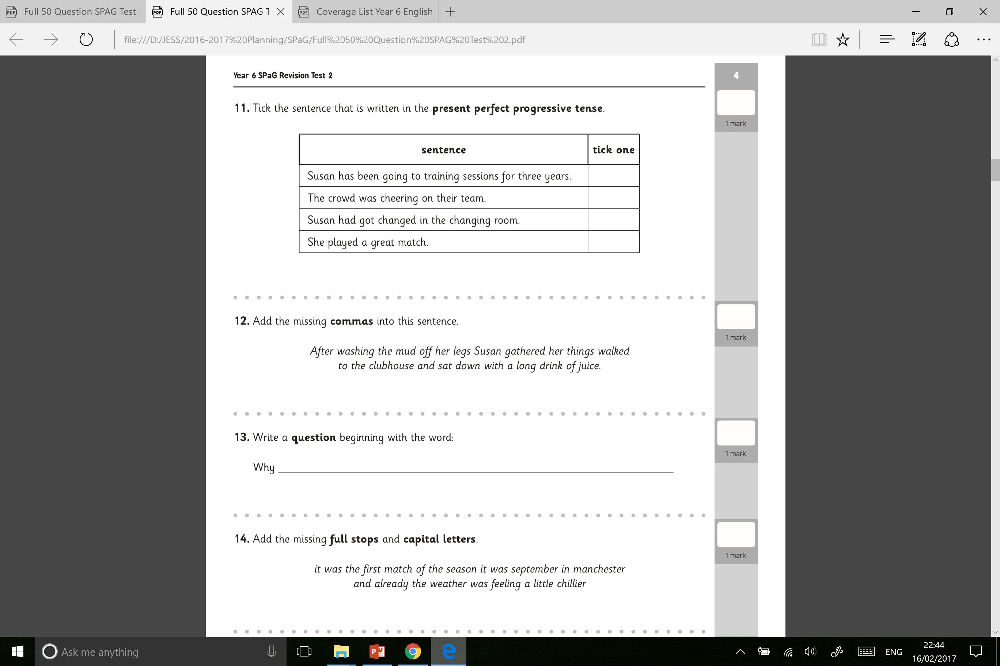 Full 50 Question SPAG Test
Full 50 Question SPAG T
Coverage List Year 6 English
file:///D:/JESS/2016-2017%20Planning/SPaG/Full%2050%20Question%20SPAG%20Test%202.pdf
Year 6 SPaG Revision Test 2
4
11. Tick the sentence that is written in the present perfect progressive tense.
1 mark
sentence tick one
Susan has been going to training sessions for three years.
The crowd was cheering on their team.
Susan had got changed in the changing room.
She played a great match.
12. Add the missing commas into this sentence.
1 mark
After washing the mud off her legs Susan gathered her things walked
to the clubhouse and sat down with a long drink of juice.
13. Write a question beginning with the word:
1 mark
Why
14. Add the missing full stops and capital letters.
1 mark
it was the first match of the season it was september in manchester
and already the weather was feeling a little chillier
Ask me anything
ENG
22:44
16/02/2017